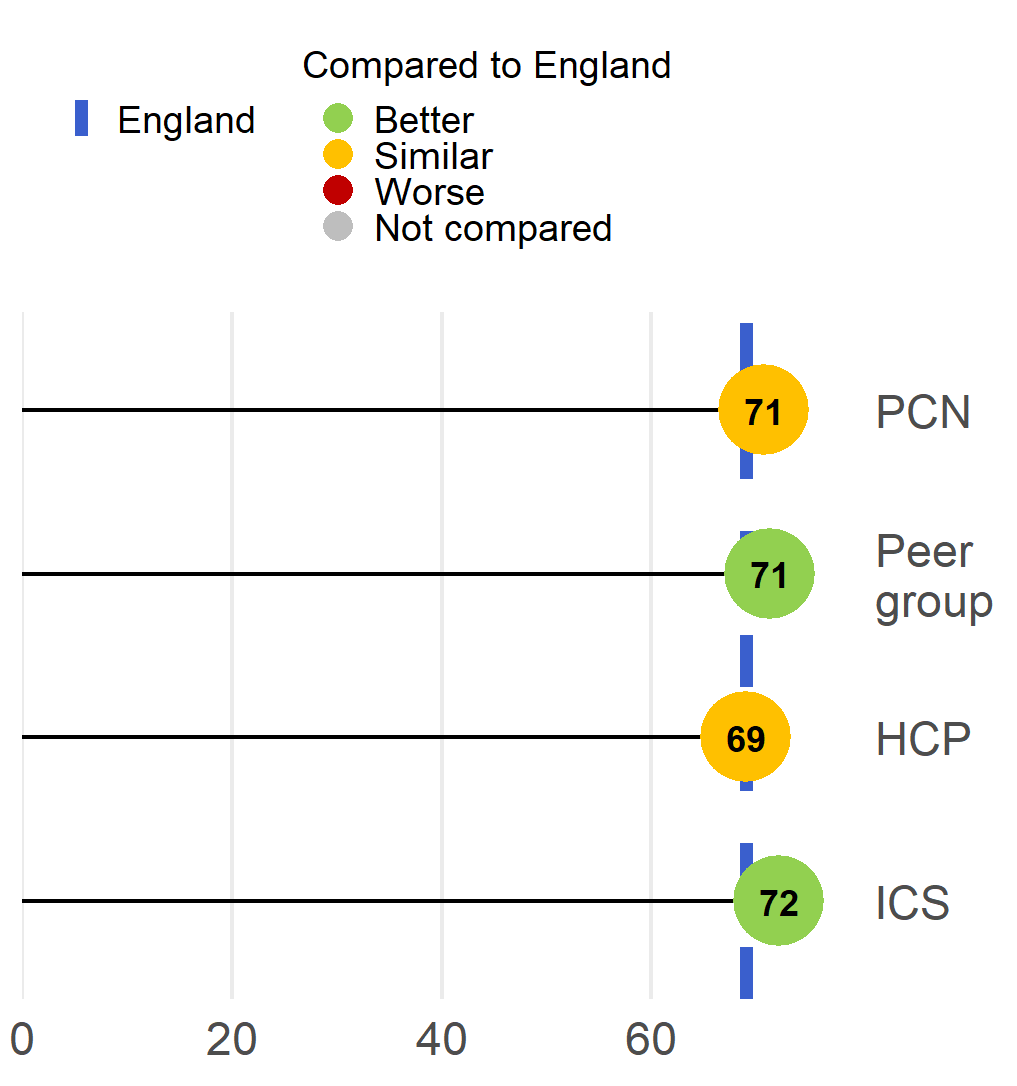 Compared to England
England
Better
Similar
Worse
Not compared
71
PCN
71
Peer
group
69
HCP
72
ICS
0 20 40 60